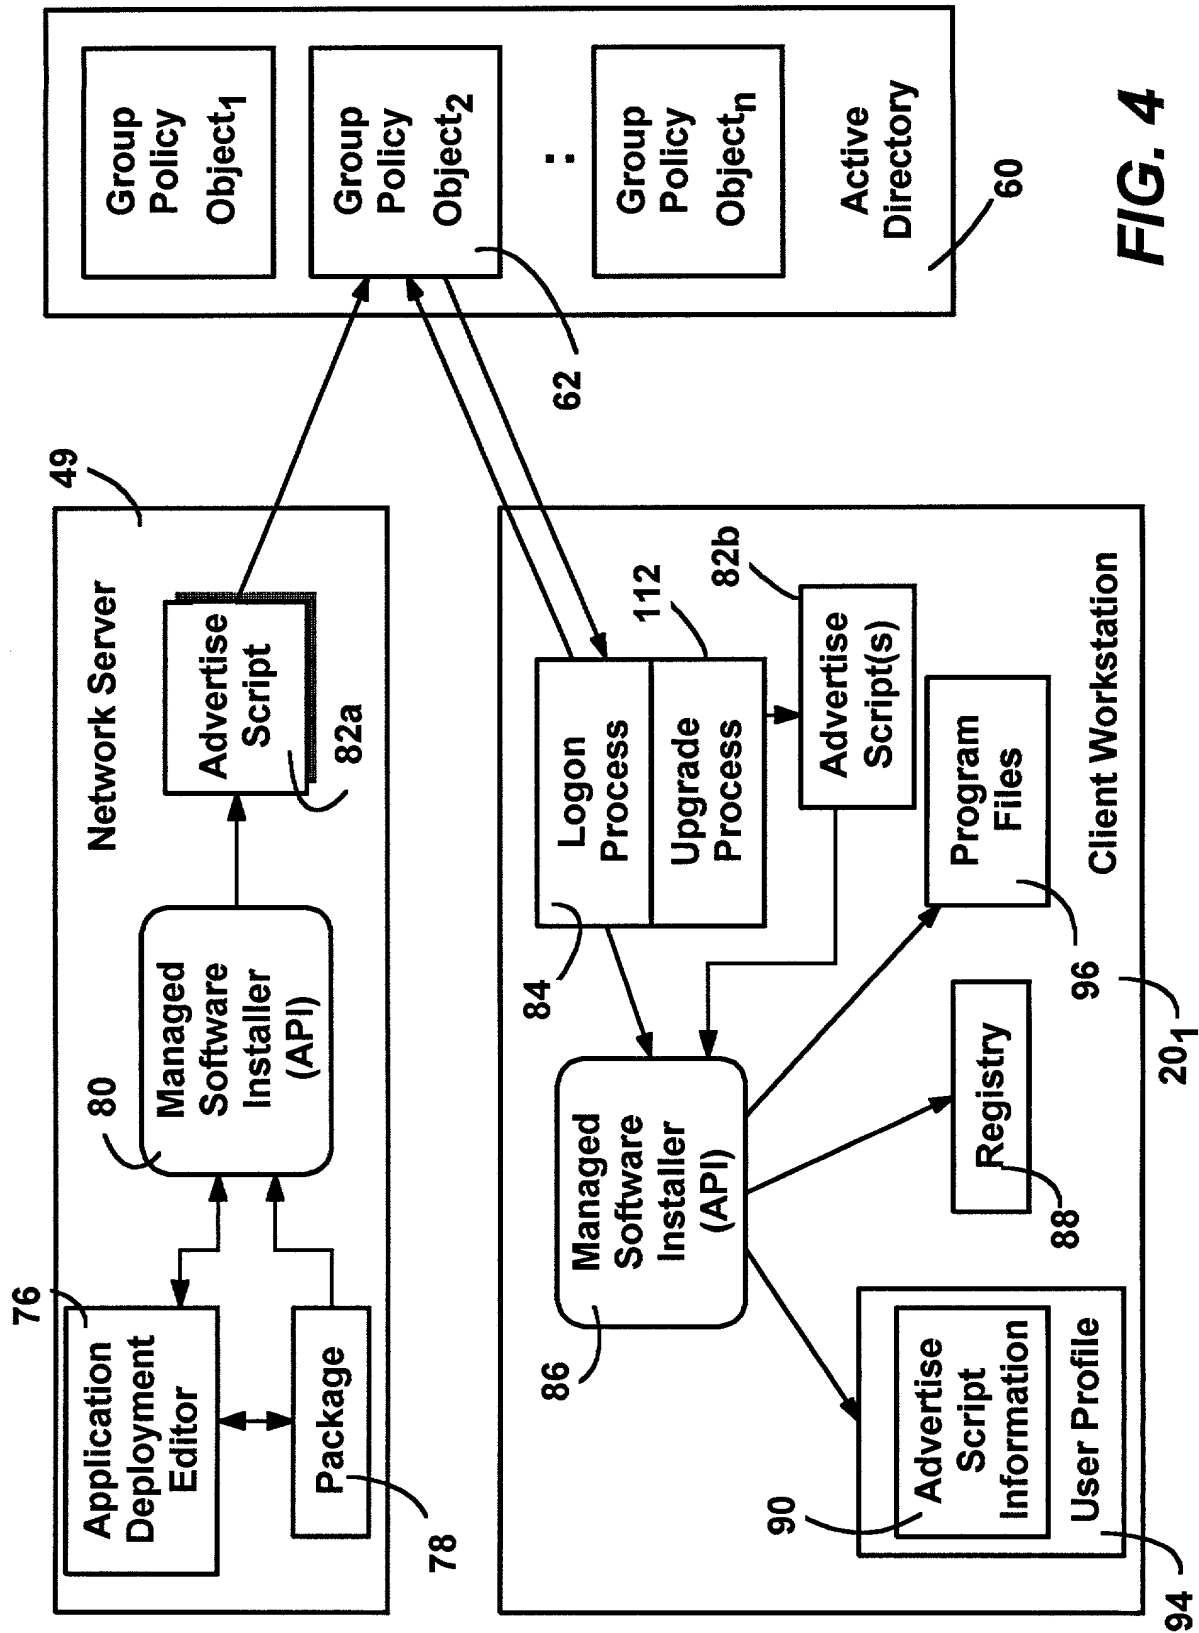 49
Network Server
76
Application
Deployment
Editor
Package
78
80
Managed
Software
Installer
(API)
Advertise
Script
82a
Group
Policy
Object1
Group
Policy
Object2
62
:
Group
Policy
Objectn
Active
Directory
60
84
Logon
Process
112
Upgrade
Process
82b
Advertise
Script(s)
86
Managed
Software
Installer
(API)
90
Advertise
Script
Information
User Profile
94
Registry
88
Program
Files
96
Client Workstation
201
FIG. 4